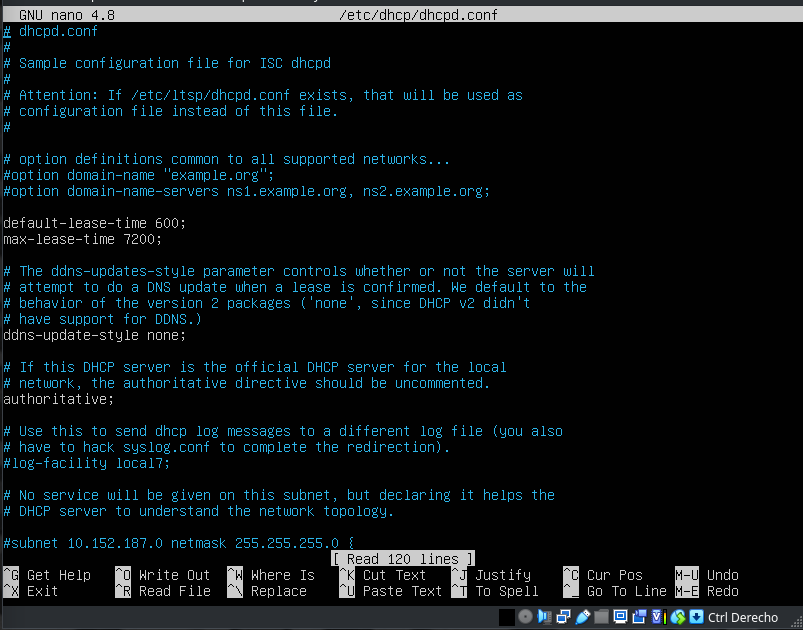 GNU nano 4.8 /etc/dhcp/dhcpd.conf
# dhcpd.conf
#
# Sample configuration file for ISC dhcpd
#
# Attention: If /etc/ltsp/dhcpd.conf exists, that will be used as
# configuration file instead of this file.
#
# option definitions common to all supported networks...
#option domain-name "example.org";
#option domain-name-servers ns1.example.org, ns2.example.org;
default-lease-time 600;
max-lease-time 7200;
# The ddns-updates-style parameter controls whether or not the server will
# attempt to do a DNS update when a lease is confirmed. We default to the
# behavior of the version 2 packages ('none', since DHCP v2 didn't
# have support for DDNS.)
ddns-update-style none;
# If this DHCP server is the official DHCP server for the local
# network, the authoritative directive should be uncommented.
authoritative;
# Use this to send dhcp log messages to a different log file (you also
# have to hack syslog.conf to complete the redirection).
#log-facility local7;
# No service will be given on this subnet, but declaring it helps the
# DHCP server to understand the network topology.
#subnet 10.152.187.0 netmask 255.255.255.0 {
[ Read 120 lines ]
^G Get Help ^O Write Out ^W Where Is ^K Cut Text ^J Justify ^C Cur Pos M-U Undo
^X Exit ^R Read File ^\ Replace ^U Paste Text ^T To Spell ^_ Go To Line M-E Redo
Ctrl Derecho